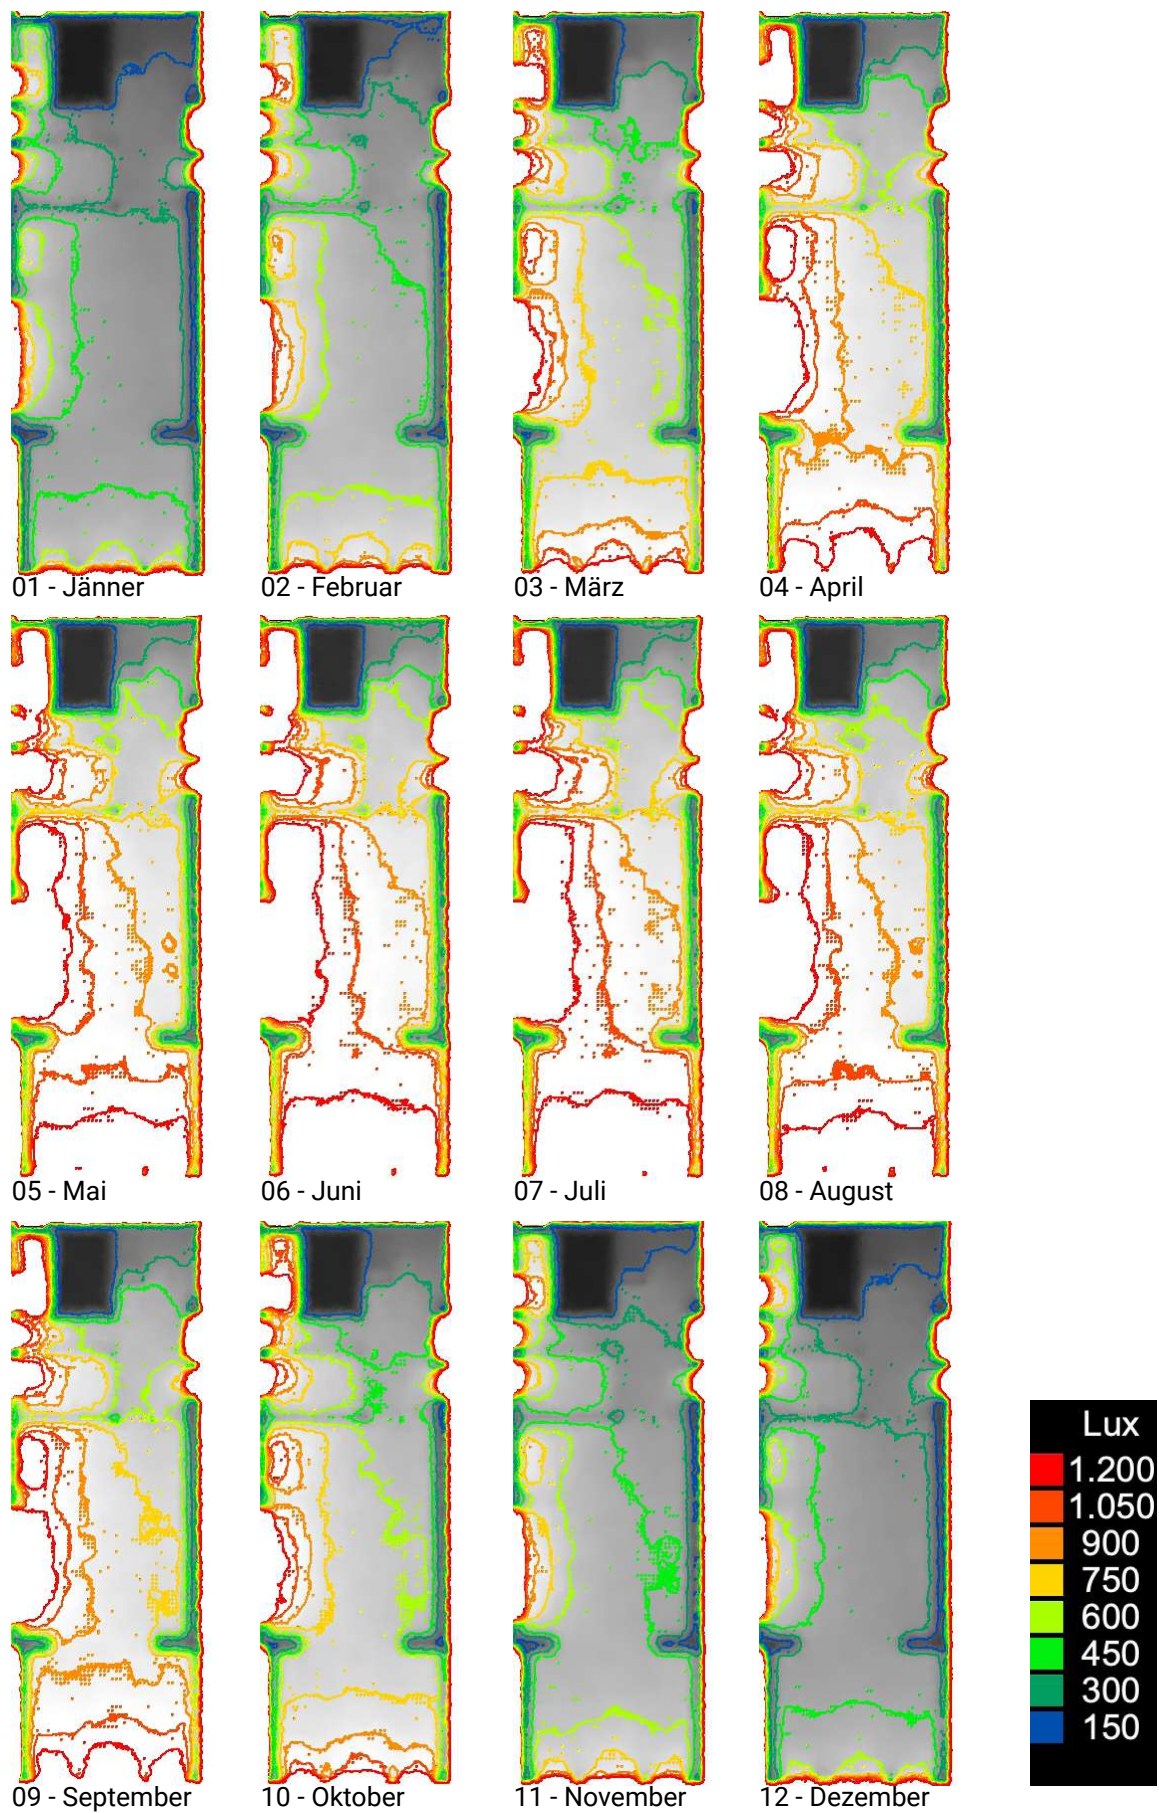 01 - Jänner
02 - Februar
03 - März
04 - April
05 - Mai
06 - Juni
07 - Juli
08 - August
09 - September
10 - Oktober
11 - November
12 - Dezember
Lux
1.200
1.050
900
750
600
450
300
150